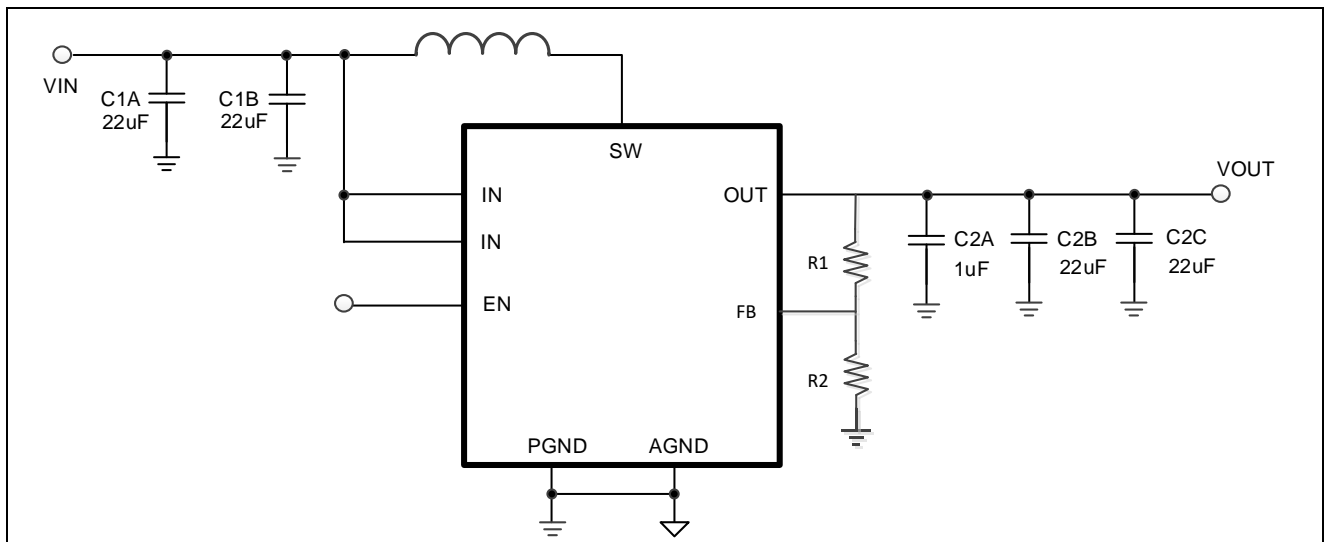 VIN
C1A
22uF
C1B
22uF
SW
IN
IN
EN
OUT
FB
PGND
AGND
R1
R2
C2A
1uF
C2B
22uF
C2C
22uF
VOUT